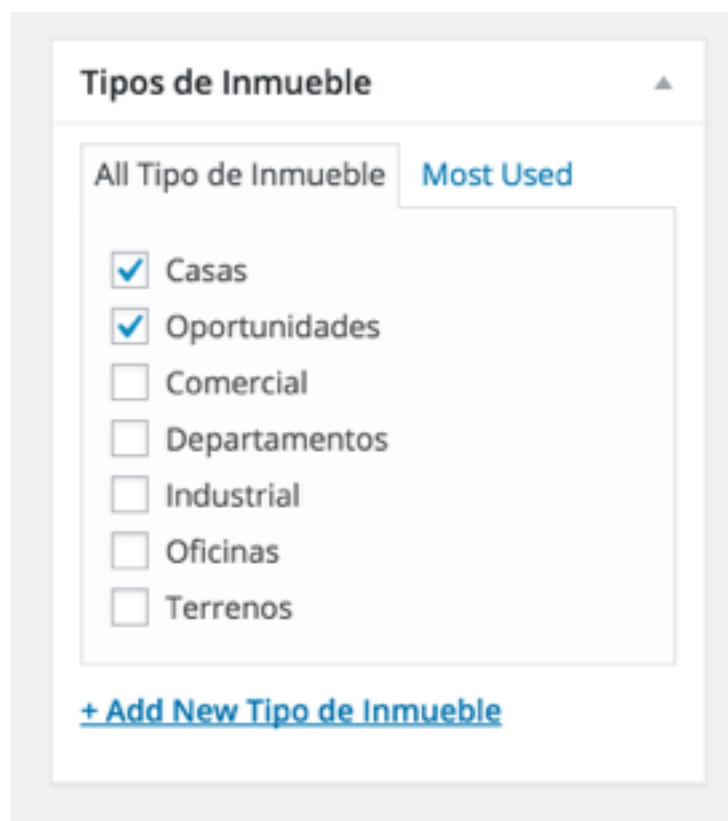 Tipos de Inmueble
All Tipo de Inmueble Most Used
Casas
Oportunidades
Comercial
Departamentos
Industrial
Oficinas
Terrenos
+ Add New Tipo de Inmueble